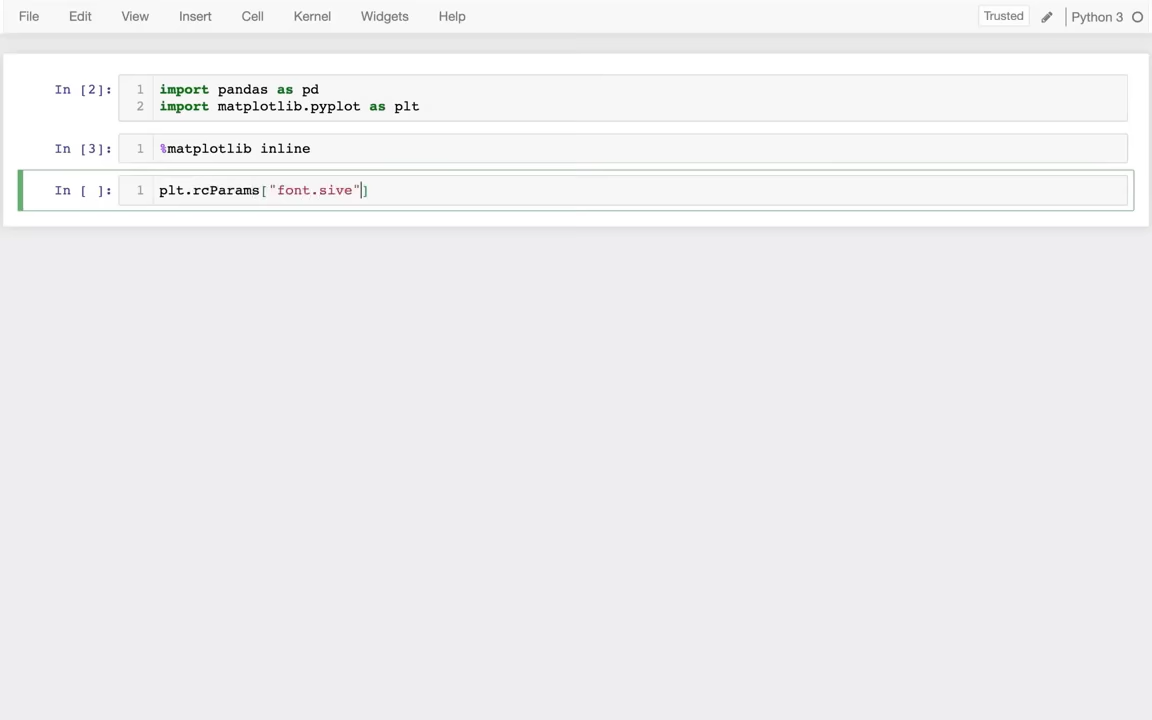 File Edit View Insert Cell Kernel Widgets Help Trusted Python 3
In [2]: 1 import pandas as pd
2 import matplotlib.pyplot as plt
In [3]: 1 %matplotlib inline
In [ ]: 1 plt.rcParams["font.sive"]